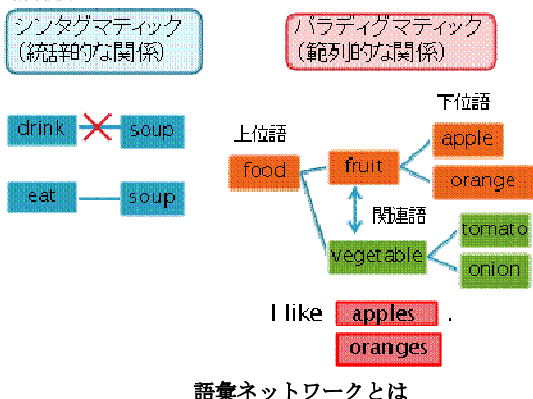 シンタグマティック
(統辞的な関係)
パラディグマティック
(範列的な関係)
drink soup
eat soup
上位語
下位語
food
fruit
apple
orange
関連語
vegetable
tomato
onion
I like apples .
oranges
語彙ネットワークとは